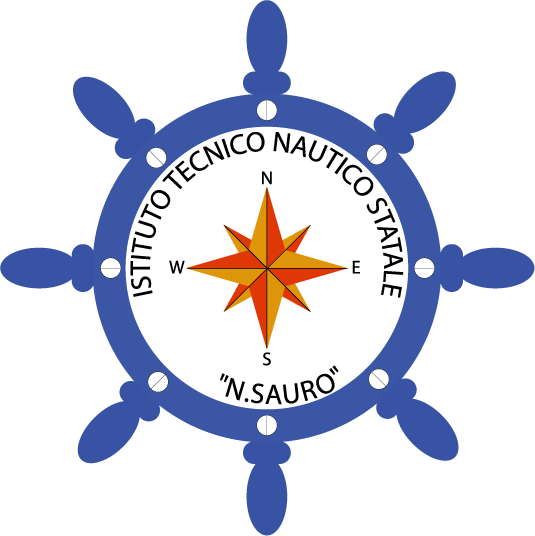 ISTITUTO TECNICO NAUTICO STATALE
N
W E
S
"N.SAURO"